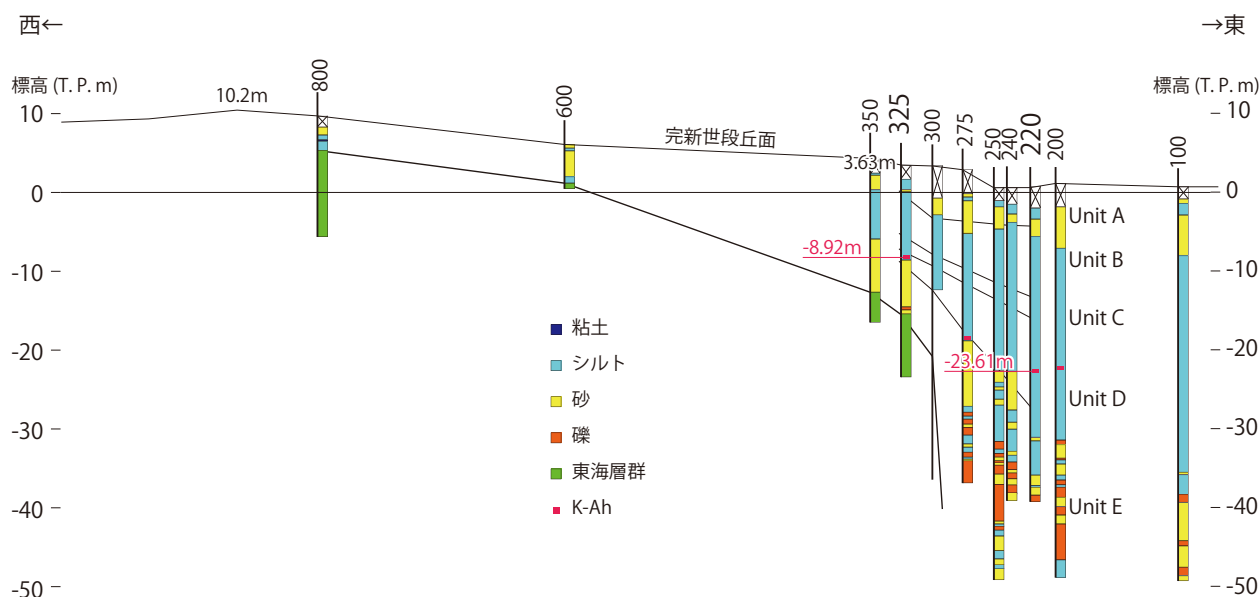 西←
→東
標高 (T. P. m)
標高 (T. P. m)
10.2m
800
600
完新世段丘面
350
325
300
275
250
240
220
200
100
3.63m
10
0
-10
-20
-30
-40
-50
10
0
-10
-20
-30
-40
-50
-8.92m
-23.61m
Unit A
Unit B
Unit C
Unit D
Unit E
粘土
シルト
砂
礫
東海層群
K-Ah